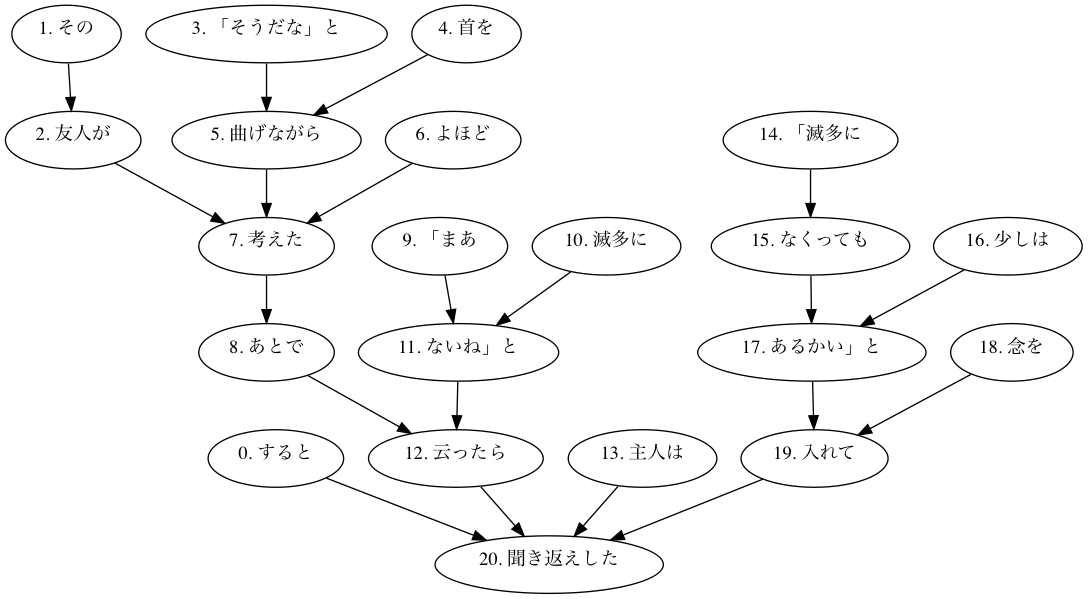 1. その
3. 「そうだな」と
4. 首を
2. 友人が
5. 曲げながら
6. よほど
14. 「滅多に
7. 考えた
9. 「まあ
10. 滅多に
15. なくっても
16. 少しは
8. あとで
11. ないね」と
17. あるかい」と
18. 念を
0. すると
12. 云ったら
13. 主人は
19. 入れて
20. 聞き返えした